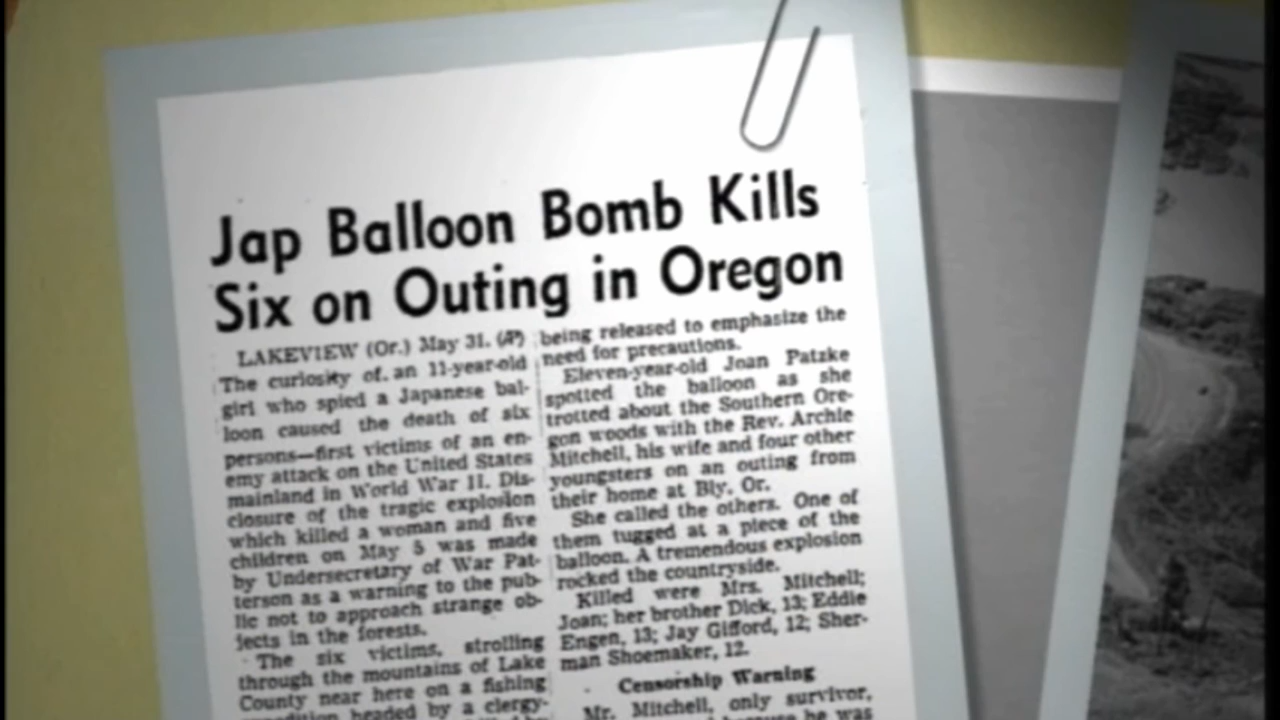 Jap Balloon Bomb Kills
Six on Outing in Oregon
LAKEVIEW (Or.) May 31. (AP)
The curiosity of an 11-year-old
girl who spied a Japanese bal-
loon caused the death of six
persons—first victims of an en-
emy attack on the United States
mainland in World War II. Dis-
closure of the tragic explosion
which killed a woman and five
children on May 5 was made
by Undersecretary of War Pat-
terson as a warning to the pub-
lic not to approach strange ob-
jects in the forests.
The six victims, strolling
through the mountains of Lake
County near here on a fishing
headed by a clergy-
being released to emphasize the
need for precautions.
Eleven-year-old Joan Patzke
spotted the balloon as she
trotted about the Southern Ore-
gon woods with the Rev. Archie
Mitchell, his wife and four other
youngsters on an outing from
their home at Bly, Or.
She called the others. One of
them tugged at a piece of the
balloon. A tremendous explosion
rocked the countryside.
Killed were Mrs. Mitchell;
Joan; her brother Dick, 13; Eddie
Engen, 13; Jay Gifford, 12; Sher-
man Shoemaker, 12.
Censorship Warning
Mr. Mitchell, only survivor,
because he was